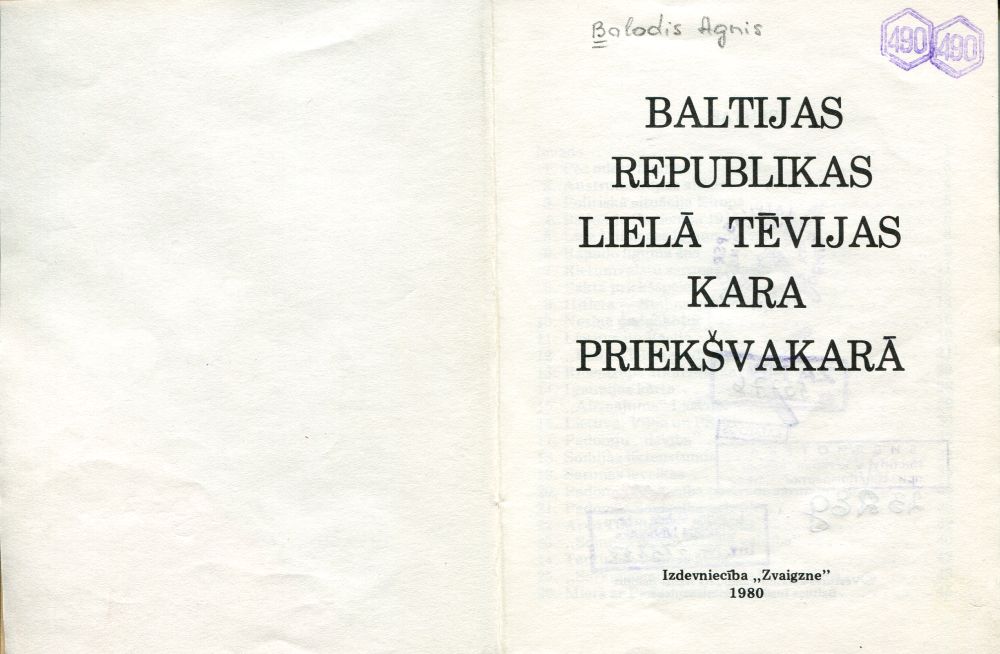 Balodis Agnis
490 490
BALTIJAS
REPUBLIKAS
LIELĀ TĒVIJAS
KARA
PRIEKŠVAKARĀ
Izdevniecība „Zvaigzne”
1980